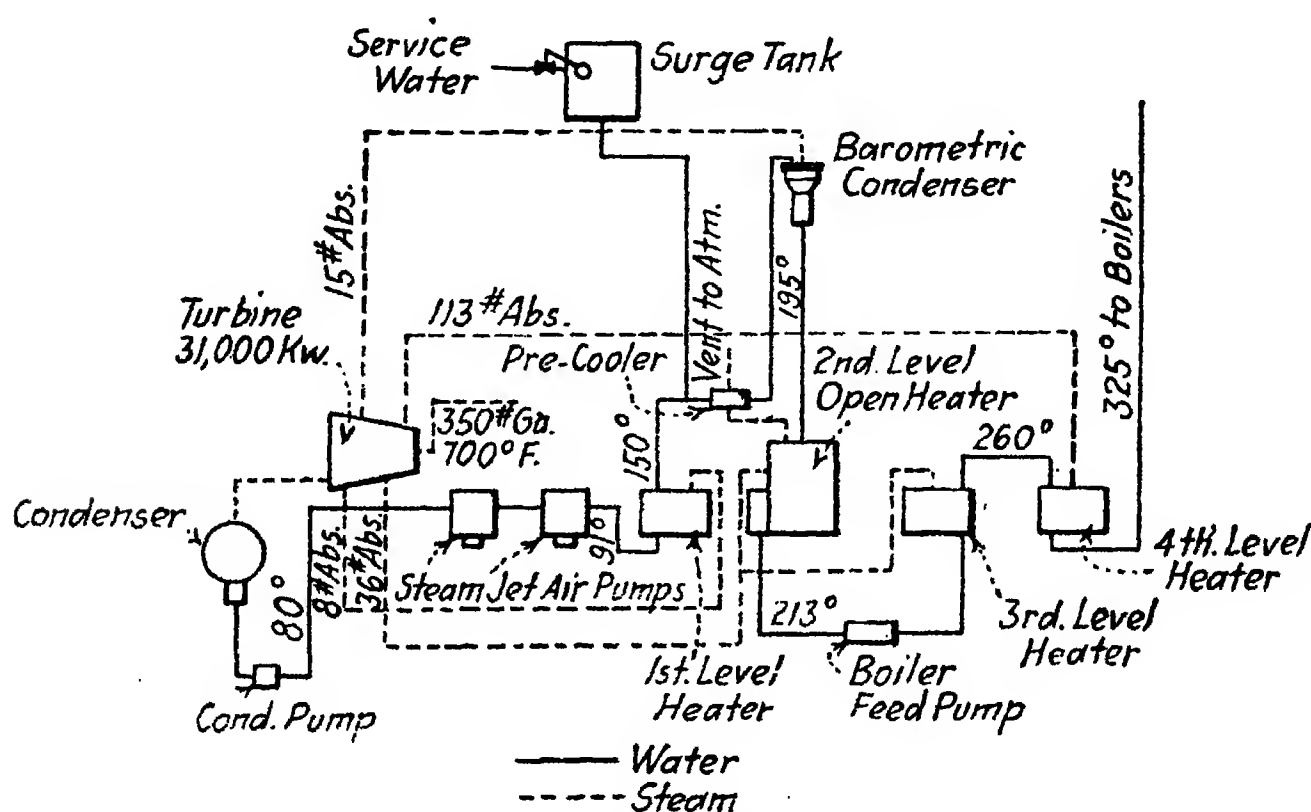 Service
Water
Surge Tank
Barometric
Condenser
15# Abs.
Vent to Atm.
195°
325° to Boilers
Turbine
31,000 Kw.
113 # Abs.
Pre-Cooler
2nd. Level
Open Heater
350# Ga.
700° F.
150°
260°
Condenser
80°
8# Abs.
36# Abs.
Steam Jet Air Pumps
91°
213°
4th. Level
Heater
3rd. Level
Heater
1st. Level
Heater
Boiler
Feed Pump
Cond. Pump
Water
Steam